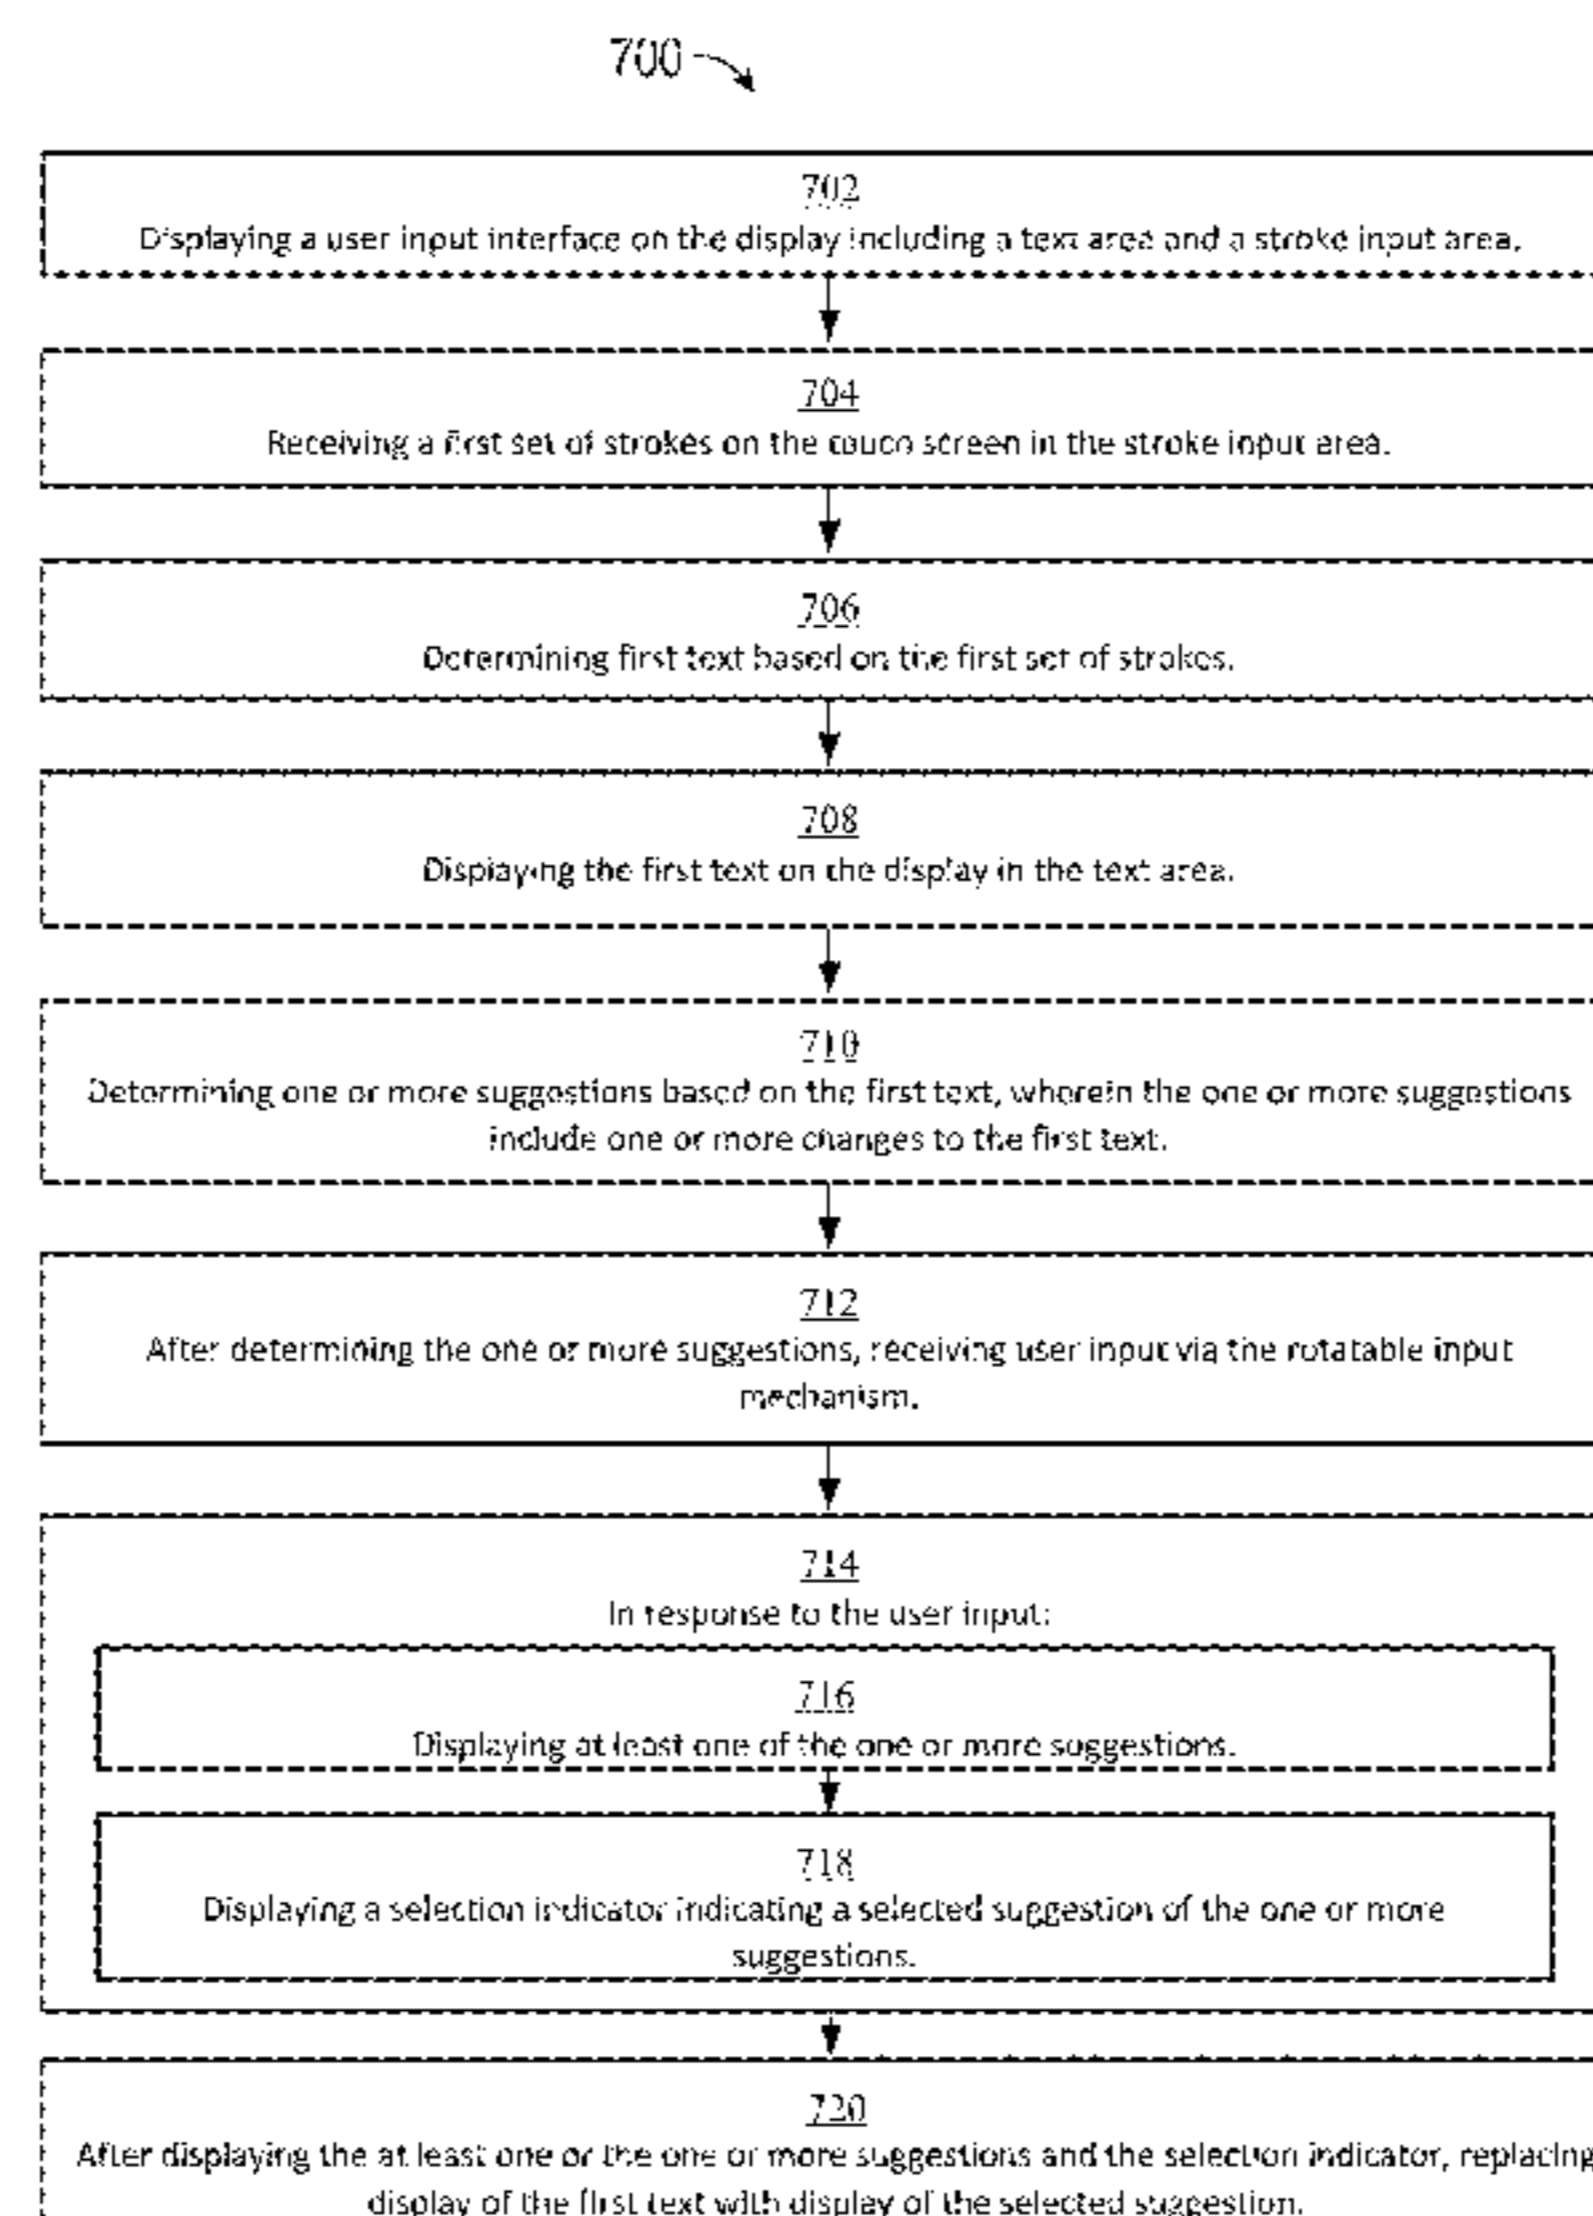 700
702
Displaying a user input interface on the display including a text area and a stroke input area.
704
Receiving a first set of strokes on the touch screen in the stroke input area.
706
Determining first text based on the first set of strokes.
708
Displaying the first text on the display in the text area.
710
Determining one or more suggestions based on the first text, wherein the one or more suggestions
include one or more changes to the first text.
712
After determining the one or more suggestions, receiving user input via the rotatable input
mechanism.
714
In response to the user input:
716
Displaying at least one of the one or more suggestions.
718
Displaying a selection indicator indicating a selected suggestion of the one or more
suggestions.
720
After displaying the at least one or the one or more suggestions and the selection indicator, replacing
display of the first text with display of the selected suggestion.